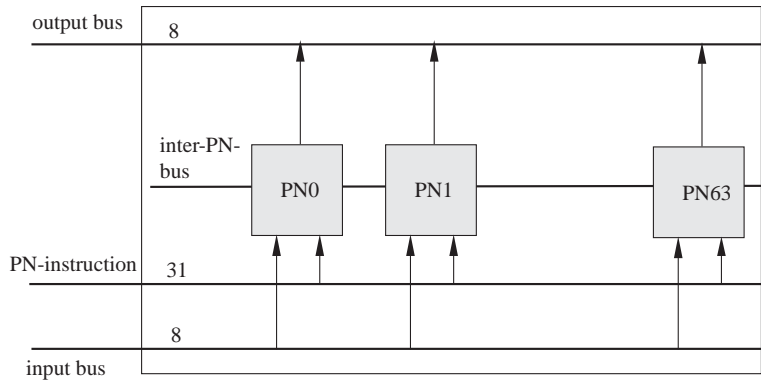 output bus
8
inter-PN-
bus
PN0
PN1
PN63
PN-instruction
31
8
input bus